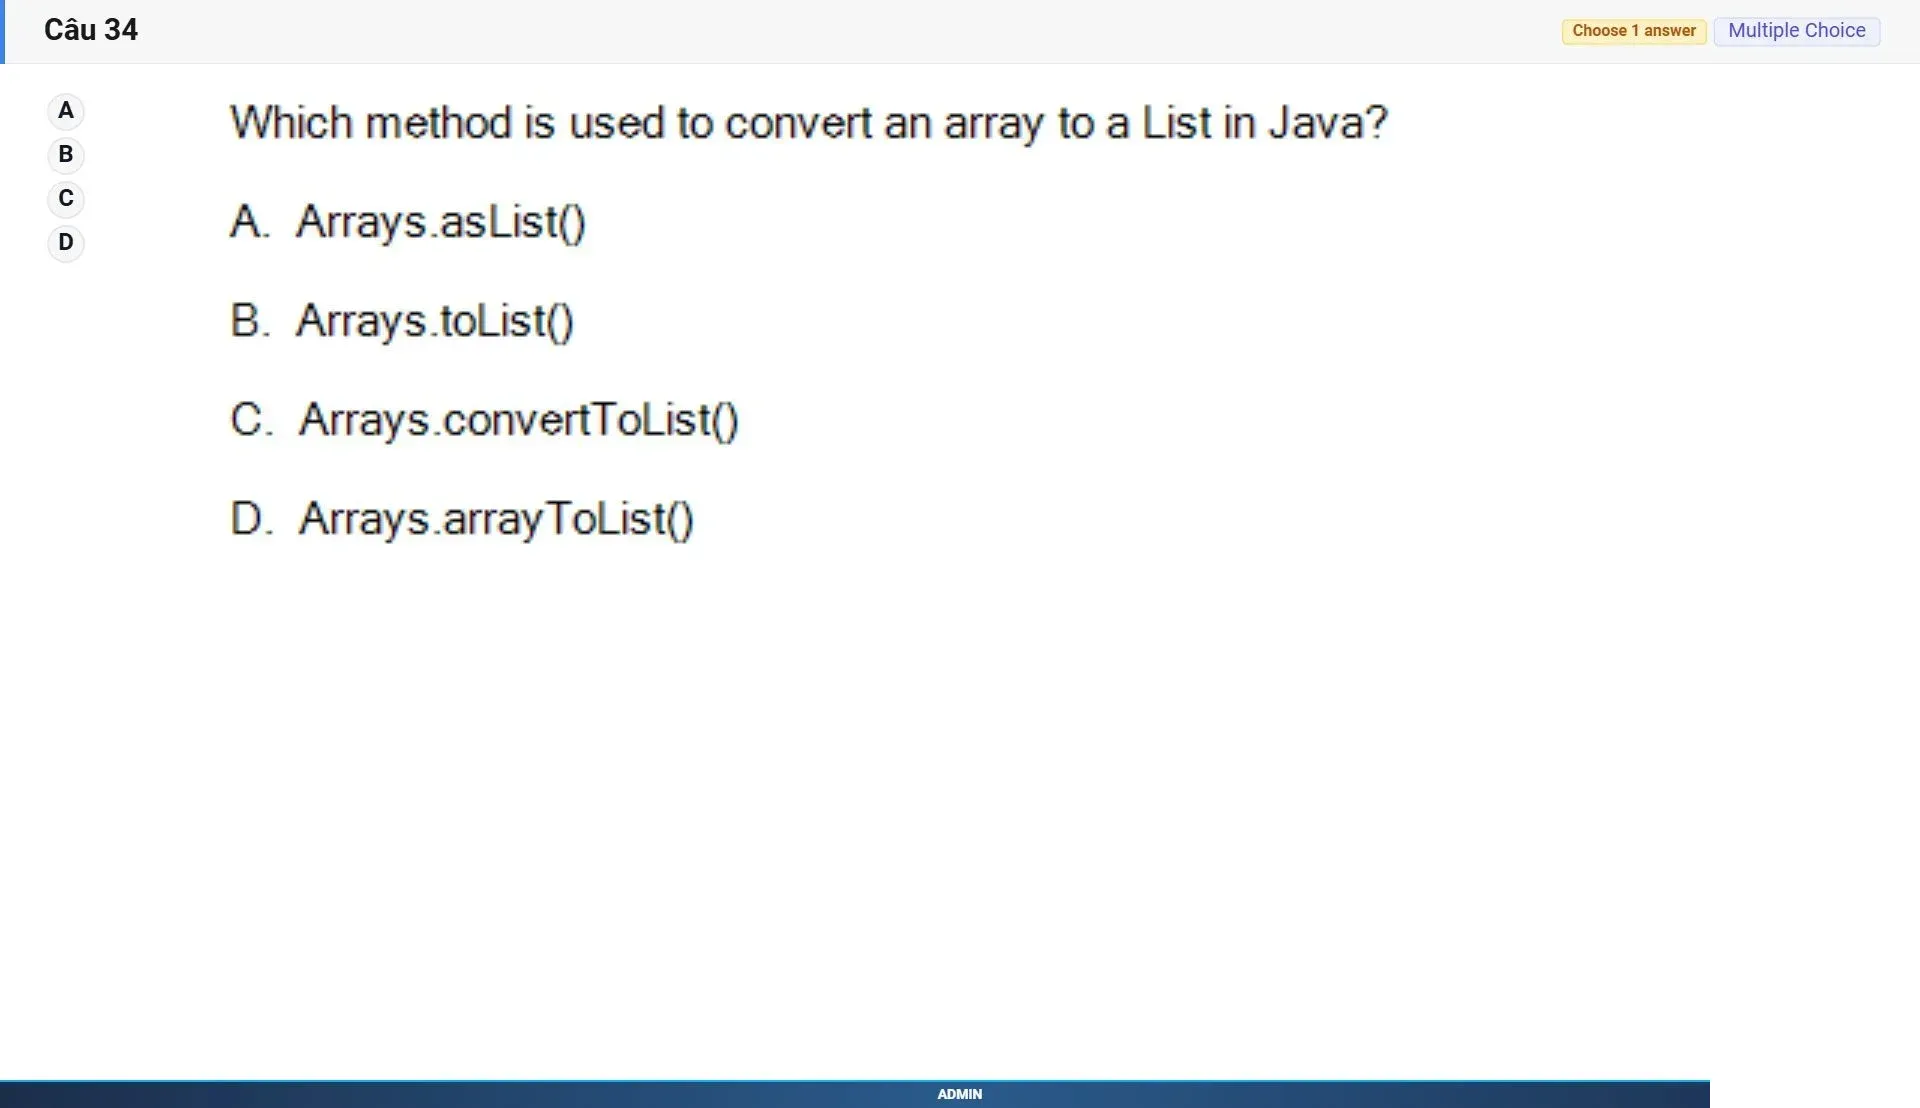 Câu 34
Choose 1 answer
Multiple Choice
A
B
C
D
Which method is used to convert an array to a List in Java?
A. Arrays.asList()
B. Arrays.toList()
C. Arrays.convertToList()
D. Arrays.arrayToList()
ADMIN